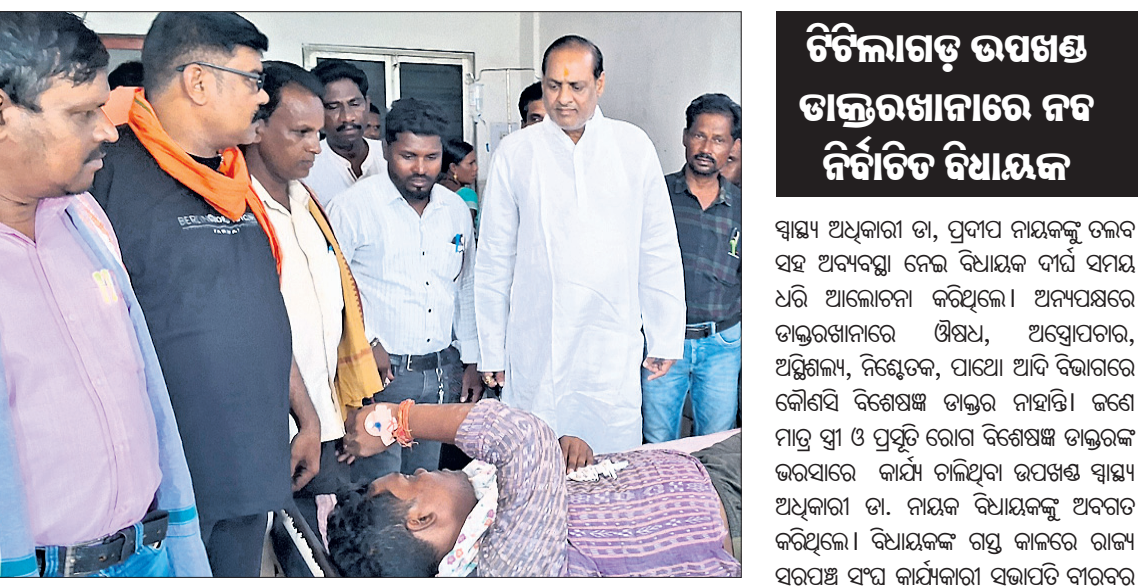 ଟିଟିଲାଗଡ଼ ଉପଖଣ୍ଡ
ଡାକ୍ତରଖାନାରେ ନବ
ନିର୍ବାଚିତ ବିଧାୟକ
ସ୍ୱାସ୍ଥ୍ୟ ଅଧିକାରୀ ଡା, ପ୍ରଦୀପ ନାୟକଙ୍କୁ ତଲବ
ସହ ଅବ୍ୟବସ୍ଥା ନେଇ ବିଧାୟକ ଦୀର୍ଘ ସମୟ
ଧରି ଆଲୋଚନା କରିଥିଲେ। ଅନ୍ୟପକ୍ଷରେ
ଡାକ୍ତରଖାନାରେ ଔଷଧ, ଅସ୍ତ୍ରୋପଚାର,
ଅସ୍ଥିଶଲ୍ୟ, ନିଶ୍ଚେତକ, ପାଥୋ ଆଦି ବିଭାଗରେ
କୌଣସି ବିଶେଷଜ୍ଞ ଡାକ୍ତର ନାହାନ୍ତି। ଜଣେ
ମାତ୍ର ସ୍ତ୍ରୀ ଓ ପ୍ରସୂତି ରୋଗ ବିଶେଷଜ୍ଞ ଡାକ୍ତରଙ୍କ
ଭରସାରେ କାର୍ଯ୍ୟ ଚାଲିଥିବା ଉପଖଣ୍ଡ ସ୍ୱାସ୍ଥ୍ୟ
ଅଧିକାରୀ ଡା. ନାୟକ ବିଧାୟକଙ୍କୁ ଅବଗତ
କରିଥିଲେ। ବିଧାୟକଙ୍କ ଗସ୍ତ କାଳରେ ରାଜ୍ୟ
ସରପଞ୍ଚ ସଂଘ କାର୍ଯ୍ୟକାରୀ ସଭାପତି ବୀରବର